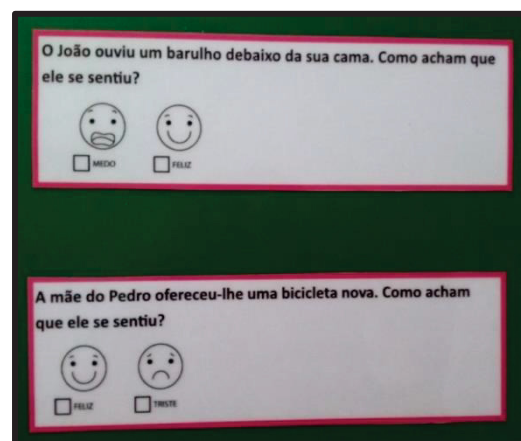 O João ouviu um barulho debaixo da sua cama. Como acham que
ele se sentiu?
MEDO FELIZ
A mãe do Pedro ofereceu-lhe uma bicicleta nova. Como acham
que ele se sentiu?
FELIZ TRISTE